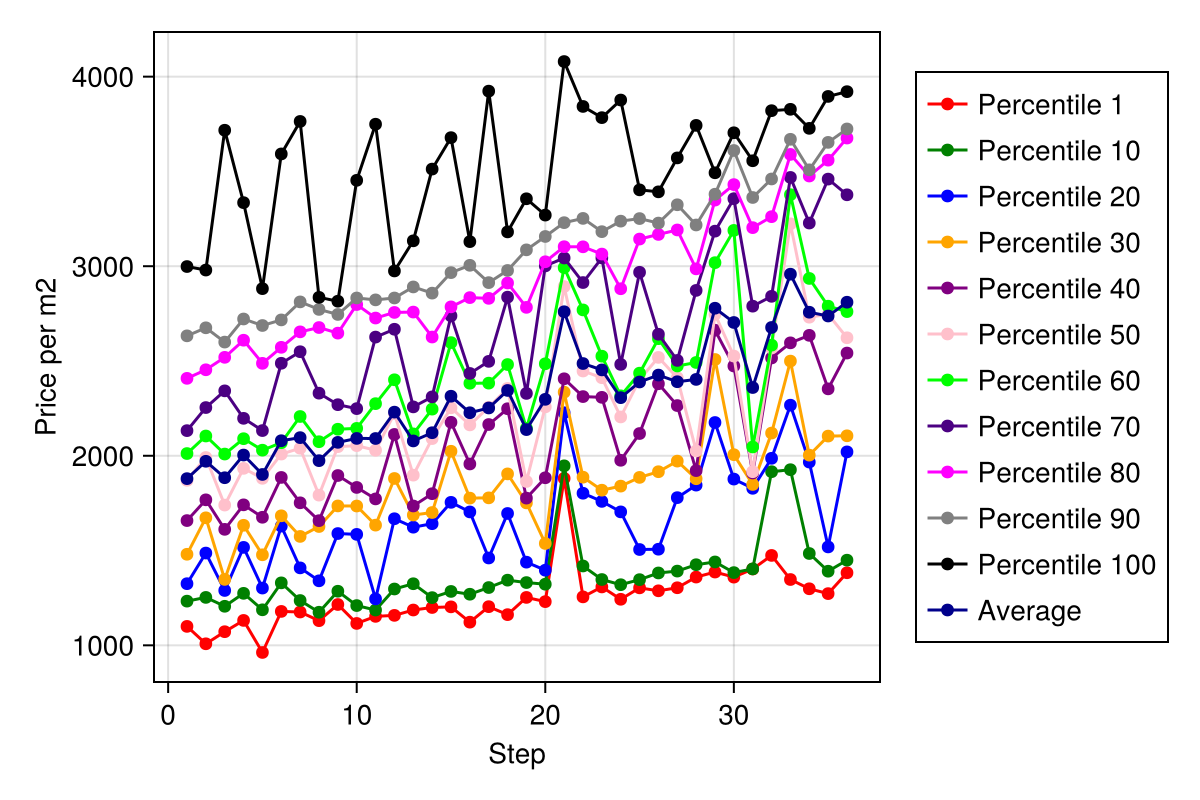 4000
3000
2000
1000
Price per m2
0 10 20 30
Step
Percentile 1
Percentile 10
Percentile 20
Percentile 30
Percentile 40
Percentile 50
Percentile 60
Percentile 70
Percentile 80
Percentile 90
Percentile 100
Average